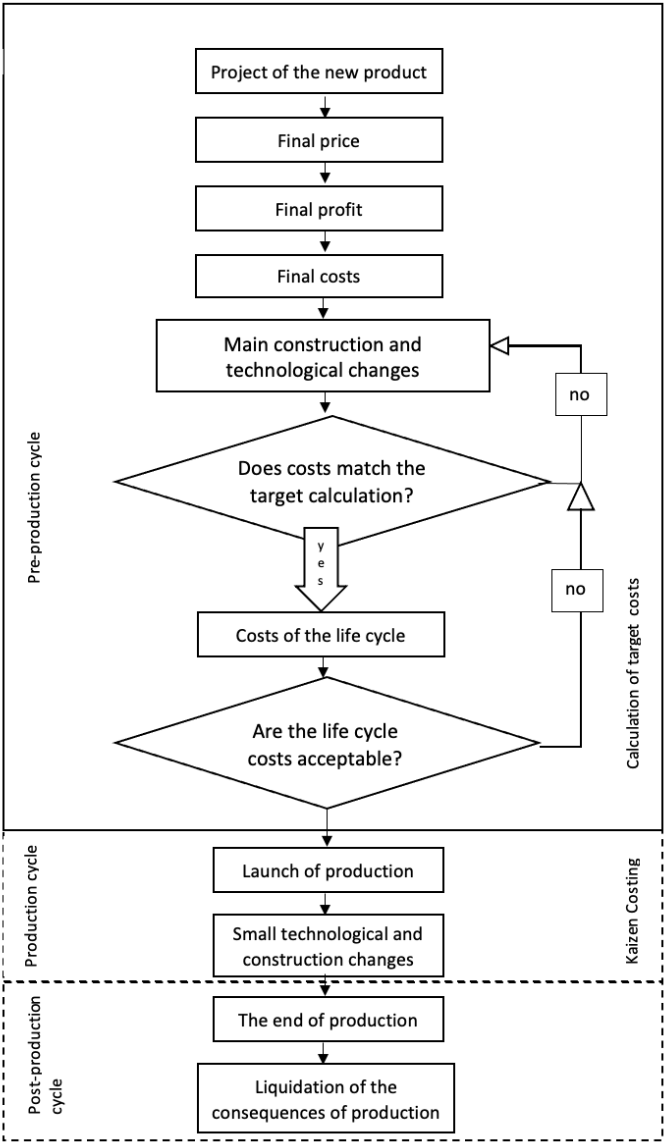 Project of the new product
Final price
Final profit
Final costs
Main construction and
technological changes
no
Does costs match the
target calculation?
yes
no
Costs of the life cycle
Are the life cycle
costs acceptable?
Pre-production cycle
Calculation of target costs
Launch of production
Small technological and
construction changes
Production cycle
Kaizen Costing
The end of production
Liquidation of the
consequences of production
Post-production
cycle